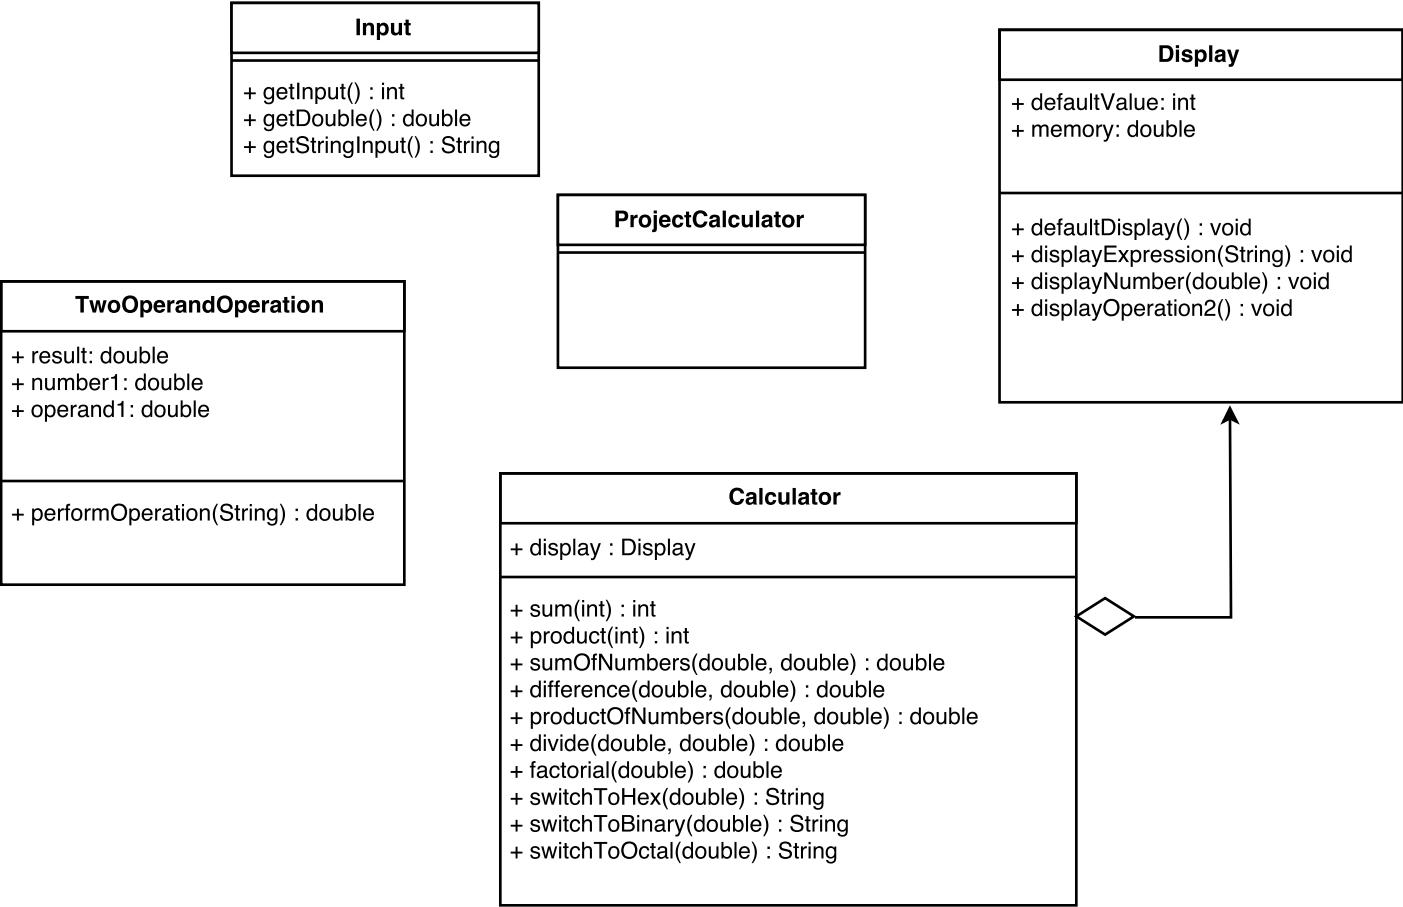 Input
+ getInput() : int
+ getDouble() : double
+ getStringInput() : String
Display
+ defaultValue: int
+ memory: double
+ defaultDisplay() : void
+ displayExpression(String) : void
+ displayNumber(double) : void
+ displayOperation2() : void
ProjectCalculator
TwoOperandOperation
+ result: double
+ number1: double
+ operand1: double
+ performOperation(String) : double
Calculator
+ display : Display
+ sum(int) : int
+ product(int) : int
+ sumOfNumbers(double, double) : double
+ difference(double, double) : double
+ productOfNumbers(double, double) : double
+ divide(double, double) : double
+ factorial(double) : double
+ switchToHex(double) : String
+ switchToBinary(double) : String
+ switchToOctal(double) : String